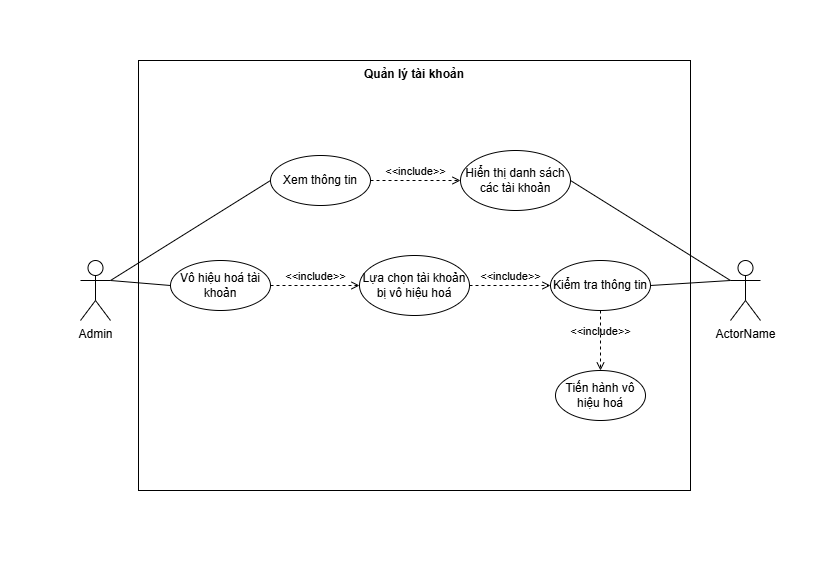 Quản lý tài khoản
Xem thông tin
<<include>>
Hiển thị danh sách
các tài khoản
Vô hiệu hoá tài
khoản
<<include>>
Lựa chọn tài khoản
bị vô hiệu hoá
<<include>>
Kiểm tra thông tin
Admin
ActorName
<<include>>
Tiến hành vô
hiệu hoá